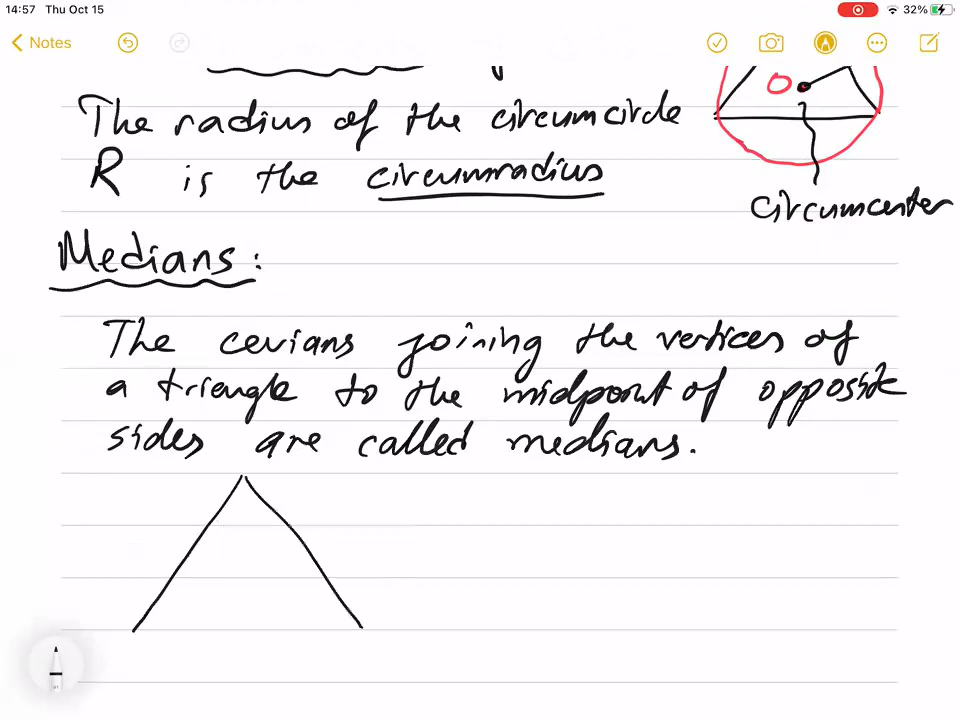 14:57 Thu Oct 15
32%
Notes
The radius of the circumcircle
O
R is the circumradius
Circumcenter
Medians:
The cevians joining the vertices of
a triangle to the midpoint of opposite
sides are called medians.